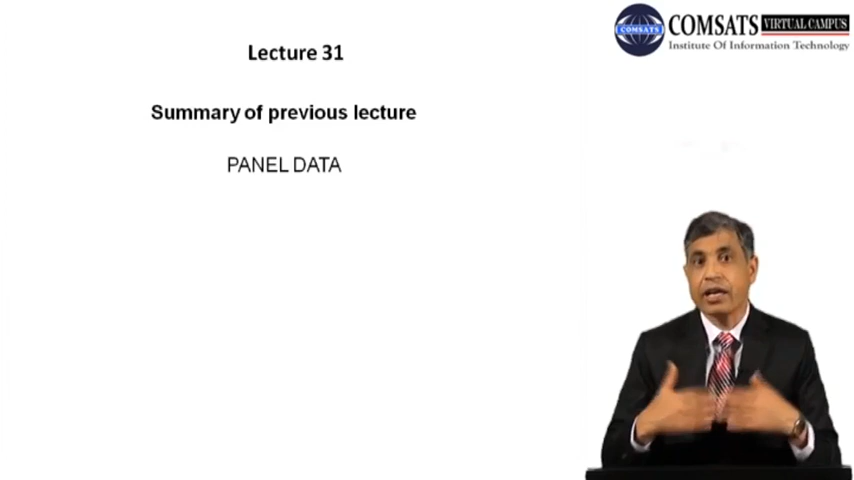 Lecture 31
Summary of previous lecture
PANEL DATA
COMSATS
COMSATS VIRTUAL CAMPUS
Institute Of Information Technology